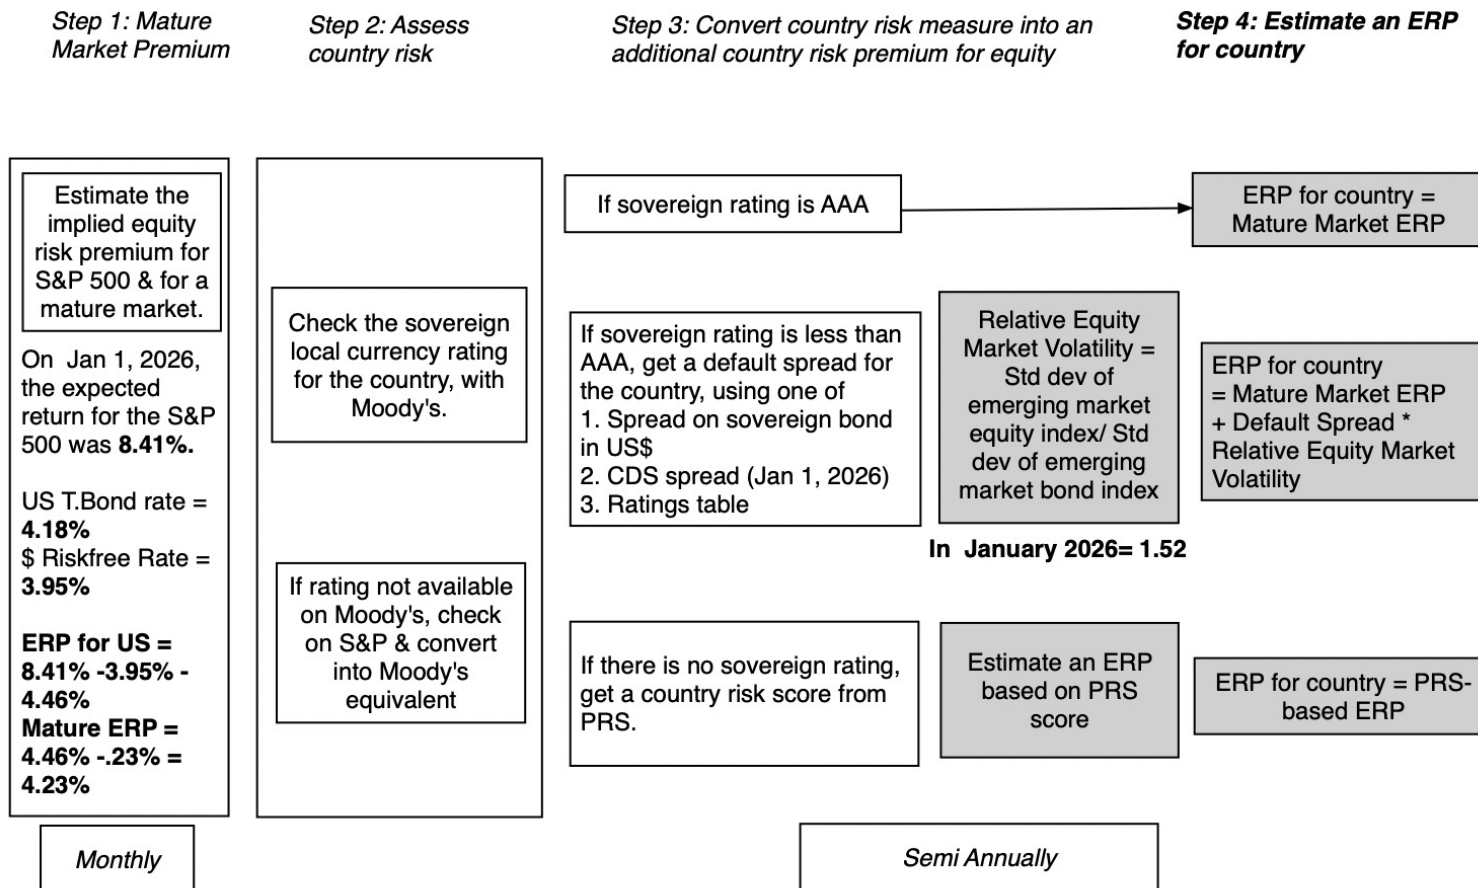 Step 1: Mature
Market Premium
Step 2: Assess
country risk
Step 3: Convert country risk measure into an
additional country risk premium for equity
Step 4: Estimate an ERP
for country
Estimate the
implied equity
risk premium for
S&P 500 & for a
mature market.
On  Jan 1, 2026,
the expected
return for the S&P
500 was 8.41%.
US T.Bond rate =
4.18%
$ Riskfree Rate =
3.95%
ERP for US =
8.41% -3.95% -
4.46%
Mature ERP =
4.46% -.23% =
4.23%
Monthly
Check the sovereign
local currency rating
for the country, with
Moody's.
If rating not available
on Moody's, check
on S&P & convert
into Moody's
equivalent
If sovereign rating is AAA
ERP for country =
Mature Market ERP
If sovereign rating is less than
AAA, get a default spread for
the country, using one of
1. Spread on sovereign bond
in US$
2. CDS spread (Jan 1, 2026)
3. Ratings table
Relative Equity
Market Volatility =
Std dev of
emerging market
equity index/ Std
dev of emerging
market bond index
In  January 2026= 1.52
ERP for country
= Mature Market ERP
+ Default Spread *
Relative Equity Market
Volatility
If there is no sovereign rating,
get a country risk score from
PRS.
Estimate an ERP
based on PRS
score
ERP for country = PRS-
based ERP
Semi Annually